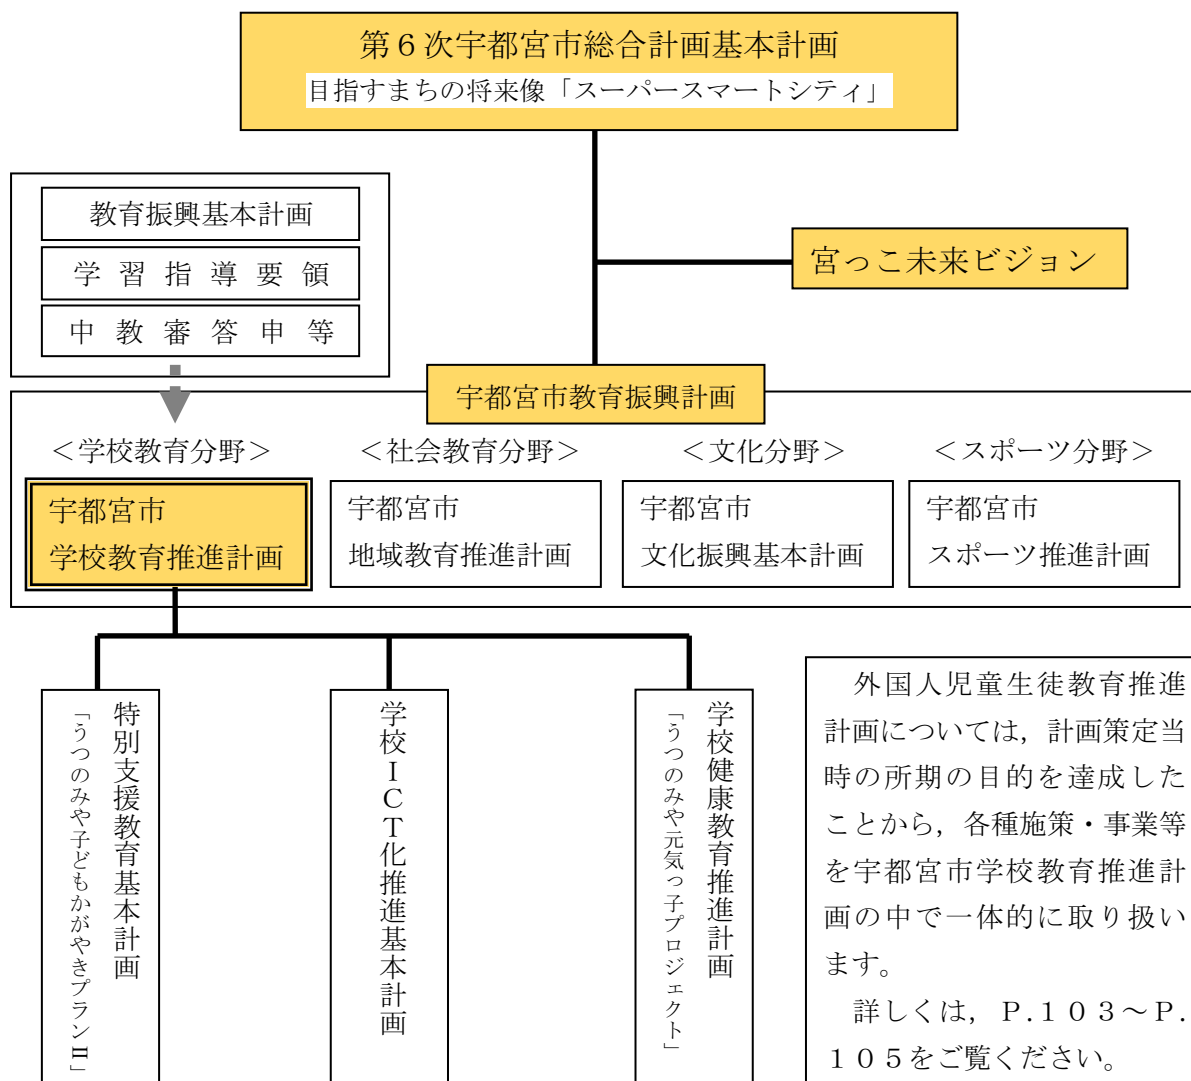 第６次宇都宮市総合計画基本計画
目指すまちの将来像「スーパースマートシティ」
教育振興基本計画
学習指導要領
中教審答申等
宮っこ未来ビジョン
宇都宮市教育振興計画
＜学校教育分野＞
＜社会教育分野＞
＜文化分野＞
＜スポーツ分野＞
宇都宮市
学校教育推進計画
宇都宮市
地域教育推進計画
宇都宮市
文化振興基本計画
宇都宮市
スポーツ推進計画
特別支援教育基本計画
「うつのみや子どもかがやきプランⅡ」
学校ＩＣＴ化推進基本計画
学校健康教育推進計画
「うつのみや元気っ子プロジェクト」
外国人児童生徒教育推進
計画については，計画策定当
時の所期の目的を達成した
ことから，各種施策・事業等
を宇都宮市学校教育推進計
画の中で一体的に取り扱い
ます。
詳しくは，Ｐ.１０３～Ｐ.
１０５をご覧ください。